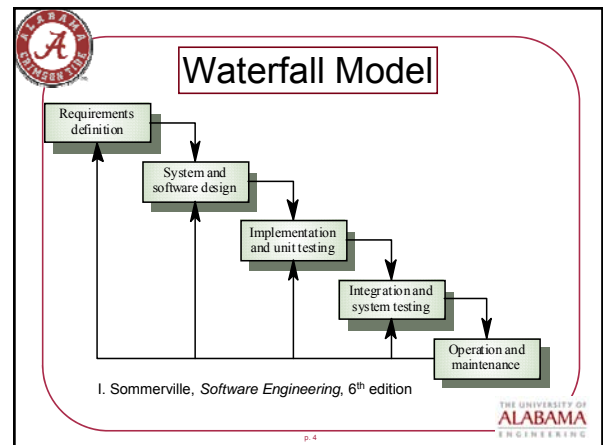 ALABAMA
A
CRIMSON TIDE
Waterfall Model
Requirements
definition
System and
software design
Implementation
and unit testing
Integration and
system testing
Operation and
maintenance
I. Sommerville, Software Engineering, 6th edition
THE UNIVERSITY OF
ALABAMA
ENGINEERING
p. 4